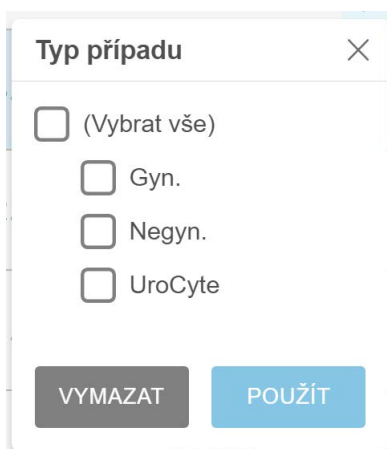 Typ případu
(Vybrat vše)
Gyn.
Negyn.
UroCyte
VYMAZAT
POUŽÍT